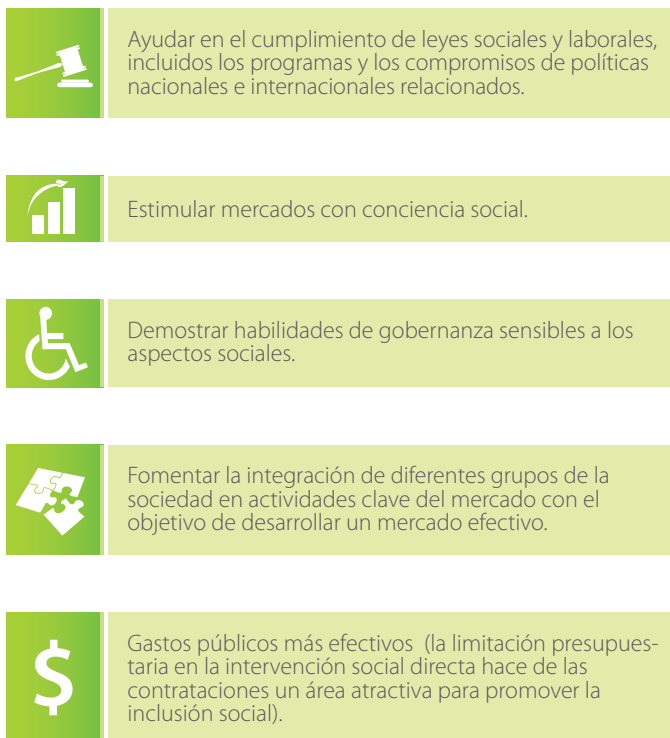 Ayudar en el cumplimiento de leyes sociales y laborales,
incluidos los programas y los compromisos de políticas
nacionales e internacionales relacionados.
Estimular mercados con conciencia social.
Demostrar habilidades de gobernanza sensibles a los
aspectos sociales.
Fomentar la integración de diferentes grupos de la
sociedad en actividades clave del mercado con el
objetivo de desarrollar un mercado efectivo.
$
Gastos públicos más efectivos  (la limitación presupues-
taria en la intervención social directa hace de las
contrataciones un área atractiva para promover la
inclusión social).